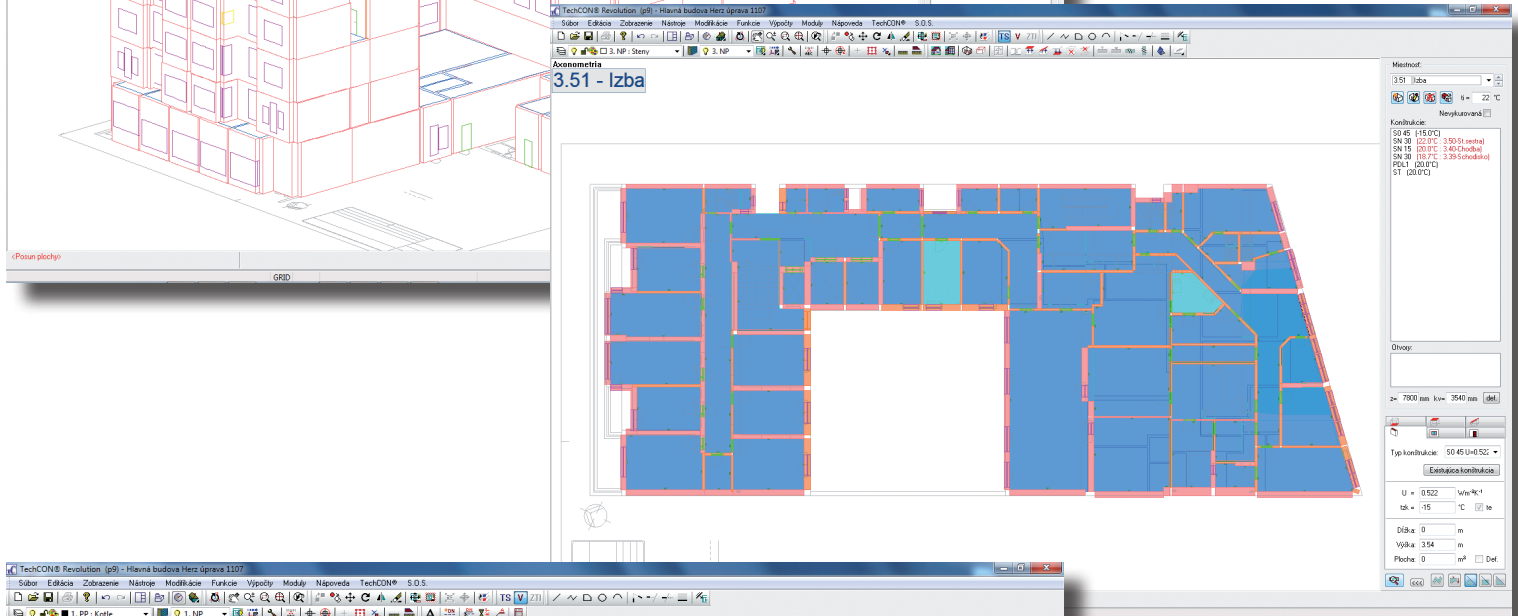 TechCON® Revolution (p9) - Hlavná budova Herz úprava 1107
Súbor Editácia Zobrazenie Nástroje Modifikácie Funkcie Výpočty Moduly Nápoveda TechCON® S.O.S.
TS V
3. NP : Steny
3. NP
Axonometria
3.51 - Izba
Miestnosť:
3.51 Izba
ti = 22 °C
Nevykurovaná
Konštrukcie:
SO 45 (-15.0°C)
SN 30 (22.0°C : 3.50-St.sestra)
SN 15 (20.0°C : 3.40-Chodba)
SN 30 (18.7°C : 3.39-Schodisko)
PDL1 (20.0°C)
ST (20.0°C)
Otvory:
z= 7800 mm kv= 3540 mm def.
Typ konštrukcie: SO 45 U=0.522
Existujúca konštrukcia
U = 0.522 Wm-²K-¹
tzk = -15 °C te
Dĺžka: 0 m
Výška: 3.54 m
Plocha: 0 m² Def.
<Posun plochy>
GRID
TechCON® Revolution (p9) - Hlavná budova Herz úprava 1107
Súbor Editácia Zobrazenie Nástroje Modifikácie Funkcie Výpočty Moduly Nápoveda TechCON® S.O.S.
TS V
1. PP : Kotle
1. NP